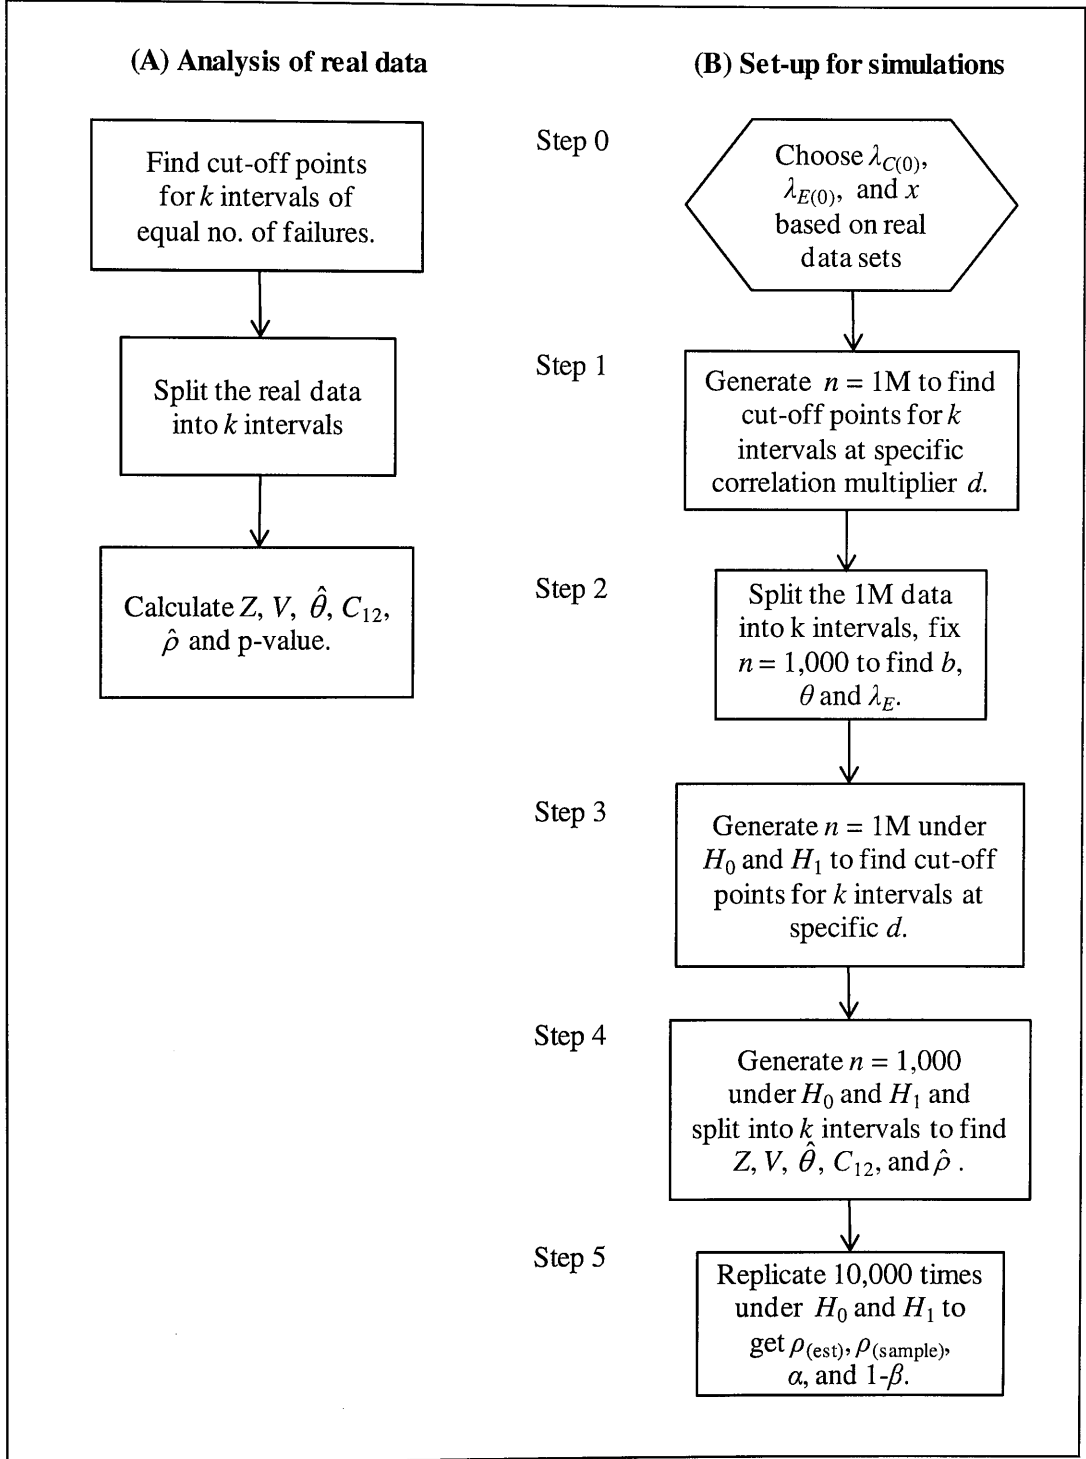 (A) Analysis of real data
Find cut-off points
for k intervals of
equal no. of failures.
Split the real data
into k intervals
Calculate Z, V, θ̂, C₁₂,
ρ̂ and p-value.
(B) Set-up for simulations
Step 0
Choose λ_C(0),
λ_E(0), and x
based on real
data sets
Step 1
Generate n = 1M to find
cut-off points for k
intervals at specific
correlation multiplier d.
Step 2
Split the 1M data
into k intervals, fix
n = 1,000 to find b,
θ and λ_E.
Step 3
Generate n = 1M under
H₀ and H₁ to find cut-off
points for k intervals at
specific d.
Step 4
Generate n = 1,000
under H₀ and H₁ and
split into k intervals to find
Z, V, θ̂, C₁₂, and ρ̂ .
Step 5
Replicate 10,000 times
under H₀ and H₁ to
get ρ₍est₎, ρ₍sample₎,
α, and 1-β.